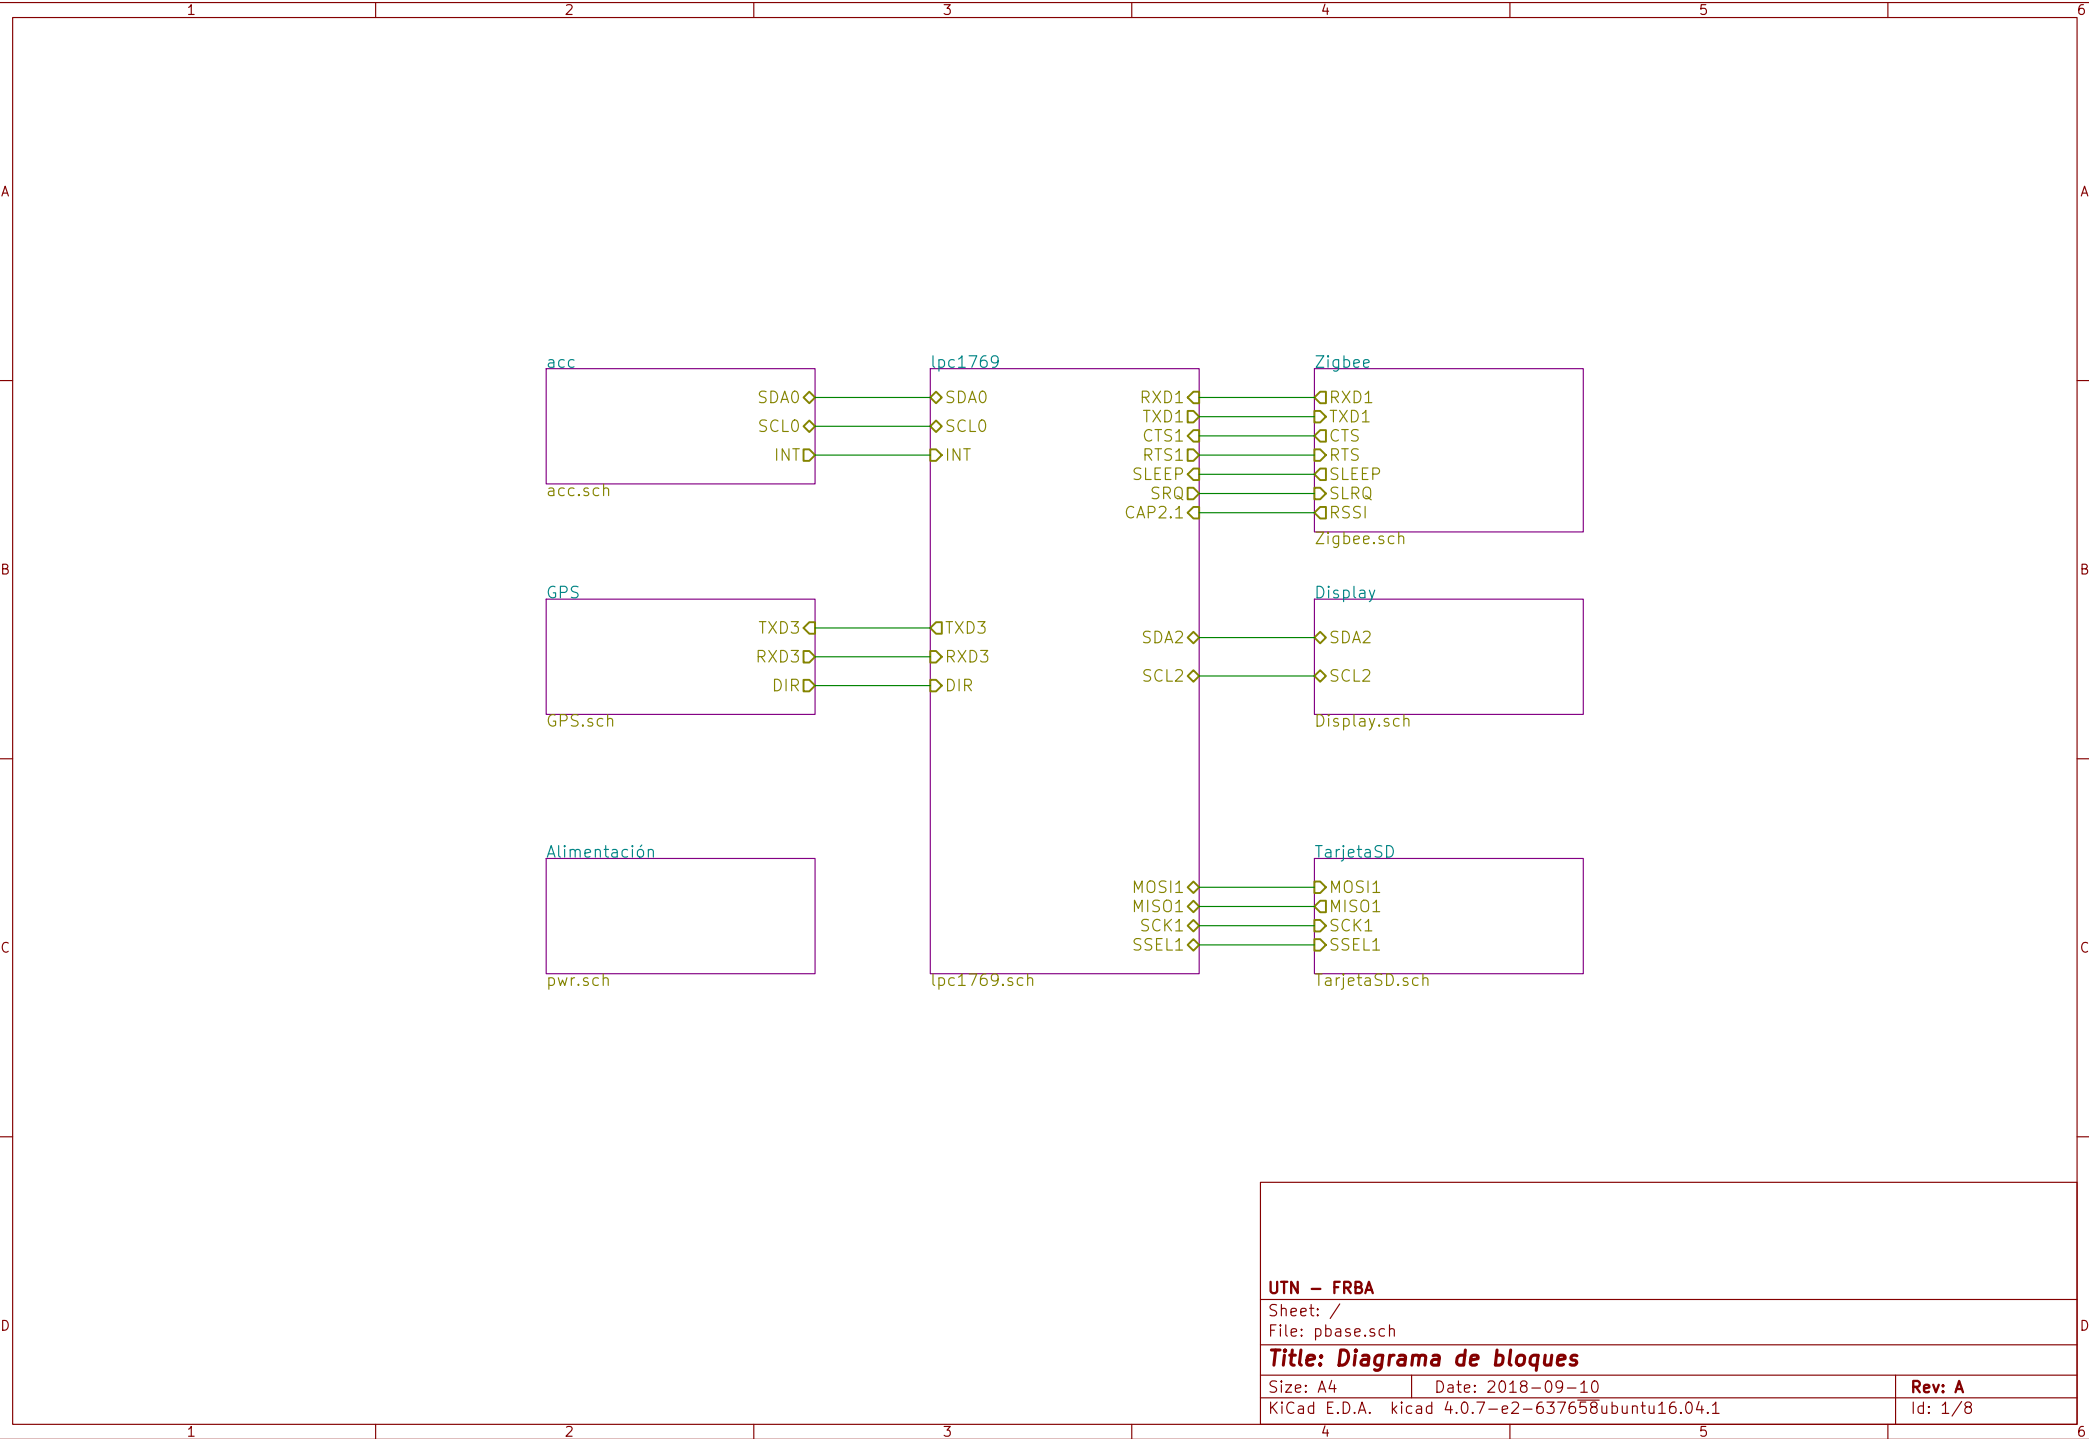 1 2 3 4 5 6
A A
B B
C C
D D
acc
SDA0
SCL0
INT
acc.sch
GPS
TXD3
RXD3
DIR
GPS.sch
Alimentación
pwr.sch
lpc1769
SDA0
SCL0
INT
TXD3
RXD3
DIR
RXD1
TXD1
CTS1
RTS1
SLEEP
SRQ
CAP2.1
SDA2
SCL2
MOSI1
MISO1
SCK1
SSEL1
lpc1769.sch
Zigbee
RXD1
TXD1
CTS
RTS
SLEEP
SLRQ
RSSI
Zigbee.sch
Display
SDA2
SCL2
Display.sch
TarjetaSD
MOSI1
MISO1
SCK1
SSEL1
TarjetaSD.sch
UTN - FRBA
Sheet: /
File: pbase.sch
Title: Diagrama de bloques
Size: A4 Date: 2018-09-10 Rev: A
KiCad E.D.A. kicad 4.0.7-e2-637658ubuntu16.04.1 Id: 1/8
1 2 3 4 5 6